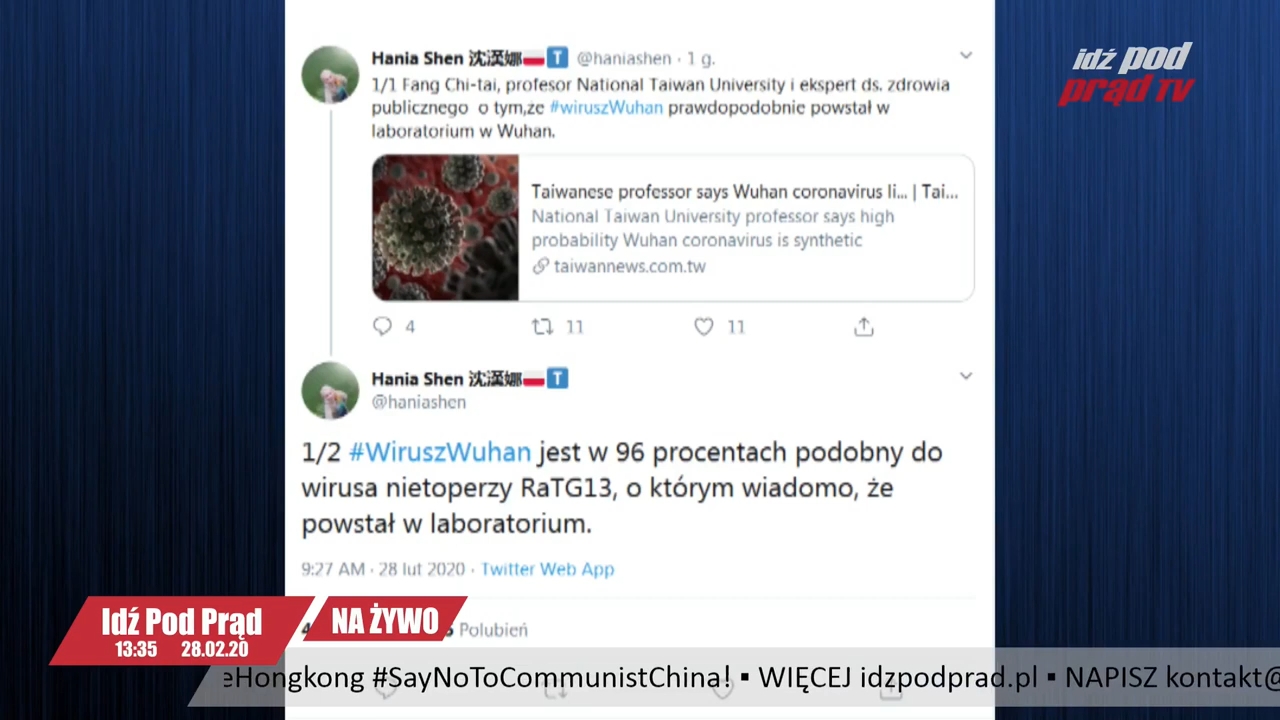 idź pod
prąd TV
Hania Shen 沈漢娜 🇵🇱 T @haniashen · 1 g.
1/1 Fang Chi-tai, profesor National Taiwan University i ekspert ds. zdrowia
publicznego o tym,że #wiruszWuhan prawdopodobnie powstał w
laboratorium w Wuhan.
Taiwanese professor says Wuhan coronavirus li... | Tai...
National Taiwan University professor says high
probability Wuhan coronavirus is synthetic
taiwannews.com.tw
4 11 11
Hania Shen 沈漢娜 🇵🇱 T
@haniashen
1/2 #WiruszWuhan jest w 96 procentach podobny do
wirusa nietoperzy RaTG13, o którym wiadomo, że
powstał w laboratorium.
9:27 AM · 28 lut 2020 · Twitter Web App
Polubień
Idź Pod Prąd
NA ŻYWO
13:35 28.02.20
eHongkong #SayNoToCommunistChina! ▪ WIĘCEJ idzpodprad.pl ▪ NAPISZ kontakt@